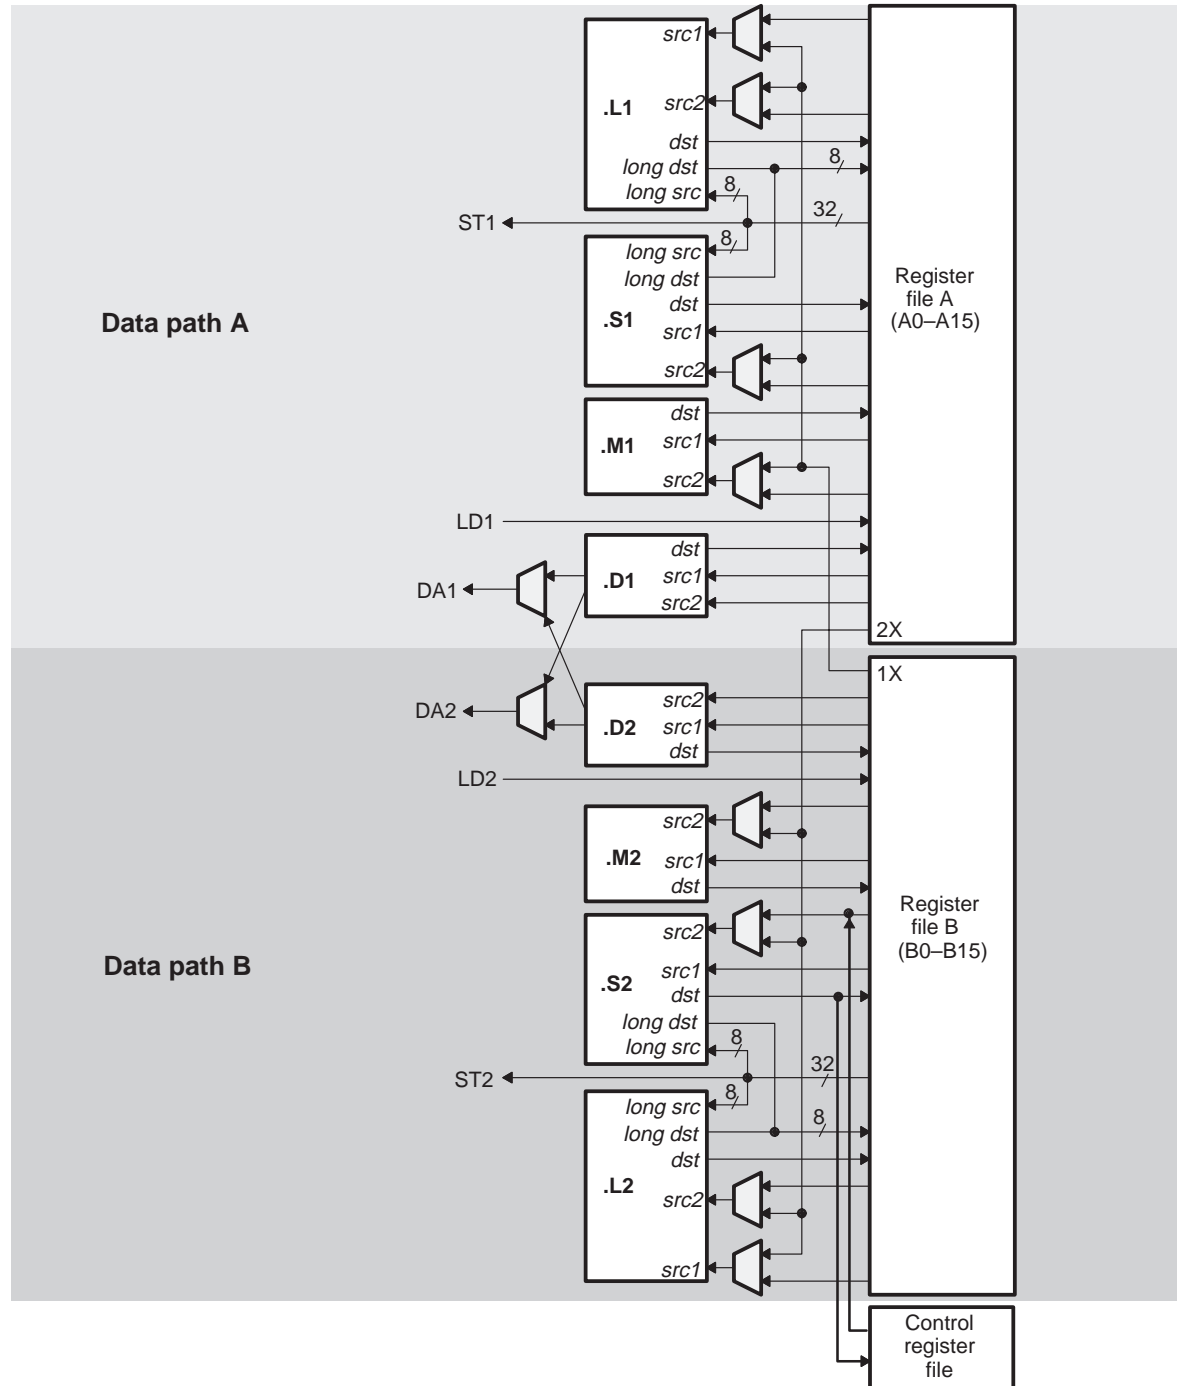 src1
.L1
src2
dst
long dst
8
long src
8
ST1
32
8
long src
long dst
dst
.S1
src1
src2
Register
file A
(A0–A15)
Data path A
dst
.M1
src1
src2
LD1
dst
.D1
src1
src2
DA1
2X
1X
src2
DA2
.D2
src1
dst
LD2
src2
.M2
src1
dst
Register
file B
(B0–B15)
Data path B
src2
src1
.S2
dst
long dst
long src
8
32
ST2
8
long src
long dst
8
dst
.L2
src2
src1
Control
register
file